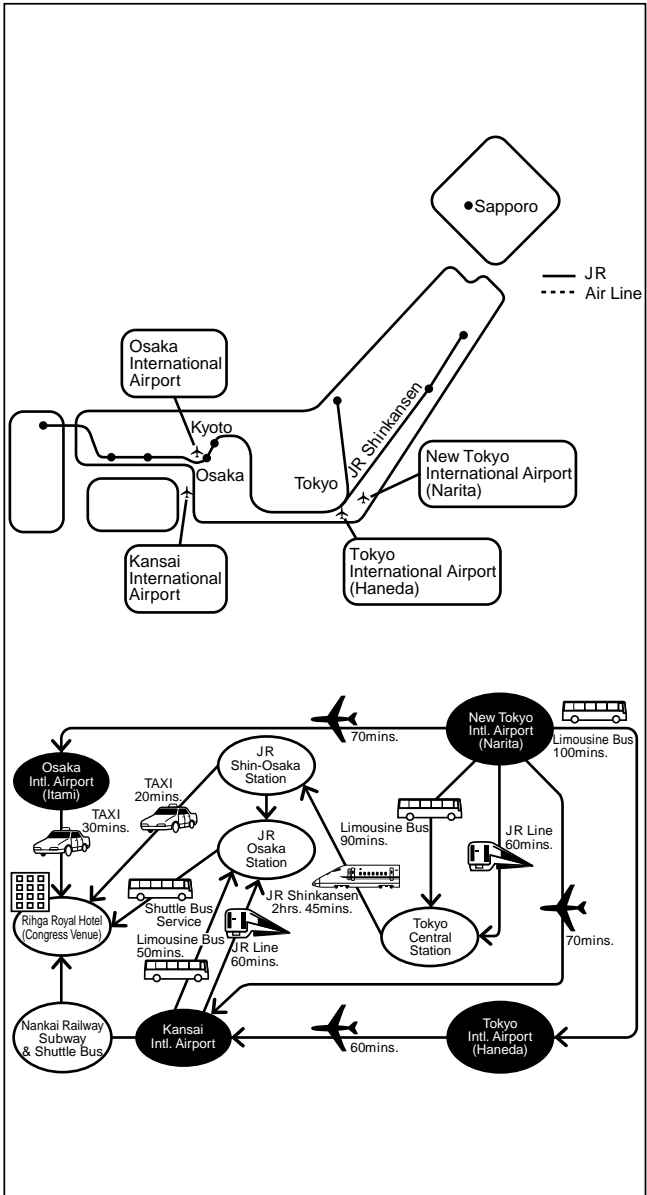 Sapporo
JR
Air Line
Osaka
International
Airport
Kyoto
Osaka
JR Shinkansen
Tokyo
New Tokyo
International Airport
(Narita)
Kansai
International
Airport
Tokyo
International Airport
(Haneda)
70mins.
New Tokyo
Intl. Airport
(Narita)
Limousine Bus
100mins.
Osaka
Intl. Airport
(Itami)
TAXI
30mins.
TAXI
20mins.
JR
Shin-Osaka
Station
JR
Osaka
Station
Limousine Bus
90mins.
JR Line
60mins.
JR Shinkansen
2hrs. 45mins.
Rihga Royal Hotel
(Congress Venue)
Shuttle Bus
Service
Limousine Bus
50mins.
JR Line
60mins.
Tokyo
Central
Station
70mins.
Nankai Railway
Subway
& Shuttle Bus
Kansai
Intl. Airport
60mins.
Tokyo
Intl. Airport
(Haneda)